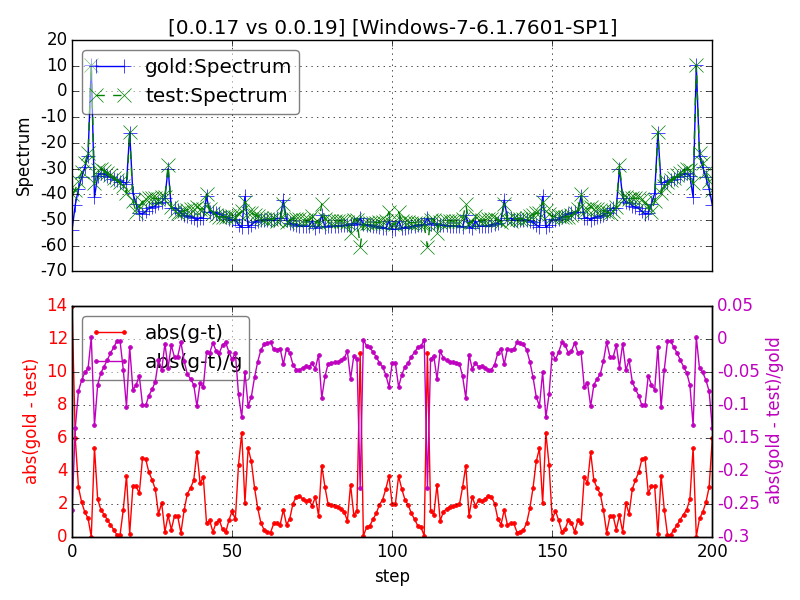 [0.0.17 vs 0.0.19] [Windows-7-6.1.7601-SP1]
20
10
0
-10
-20
-30
-40
-50
-60
-70
Spectrum
gold:Spectrum
test:Spectrum
14
12
10
8
6
4
2
0
abs(gold - test)
abs(g-t)
abs(g-t)/g
0.05
0
-0.05
-0.1
-0.15
-0.2
-0.25
-0.3
abs(gold - test)/gold
0 50 100 150 200
step